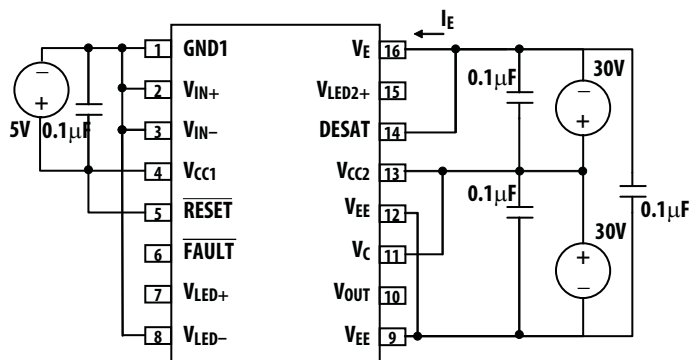 I_E
1 GND1 V_E 16
30V
2 V_IN+ V_LED2+ 15
0.1μF
5V 0.1μF 3 V_IN– DESAT 14
4 V_CC1 V_CC2 13
0.1μF
5 RESET V_EE 12
0.1μF
30V
6 FAULT V_C 11
7 V_LED+ V_OUT 10
8 V_LED– V_EE 9
− +
− +
+ −